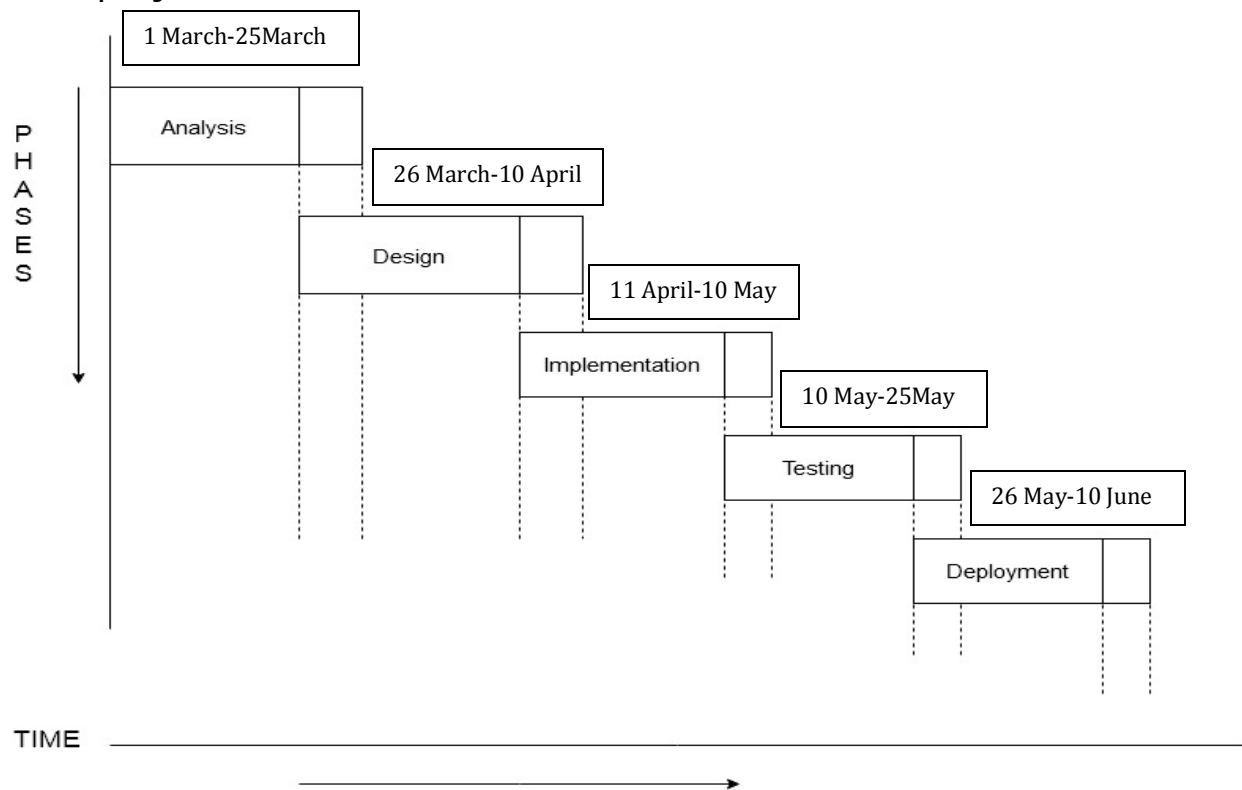 1 March-25March
Analysis
PHASES
26 March-10 April
Design
11 April-10 May
Implementation
10 May-25May
Testing
26 May-10 June
Deployment
TIME